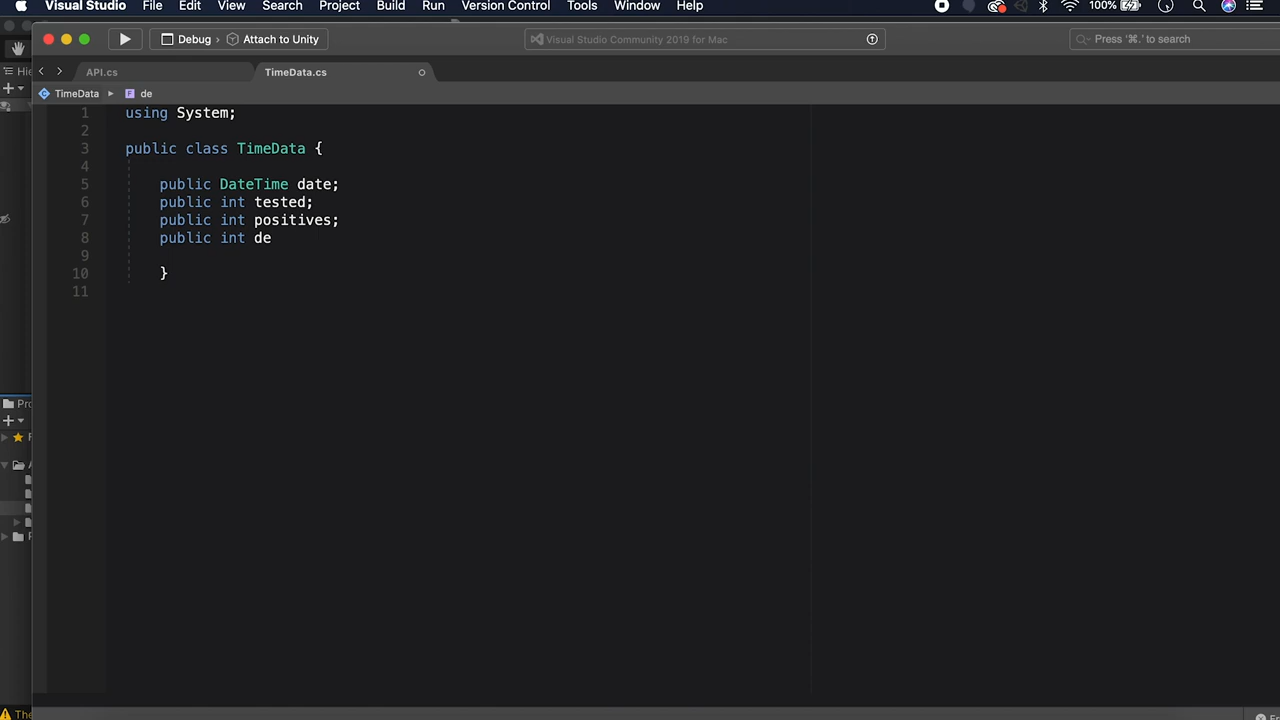 Visual Studio File Edit View Search Project Build Run Version Control Tools Window Help 100%
Debug › Attach to Unity Visual Studio Community 2019 for Mac Press '⌘.' to search
API.cs TimeData.cs
TimeData ▸ F de
1 using System;
2
3 public class TimeData {
4
5 public DateTime date;
6 public int tested;
7 public int positives;
8 public int de
9
10 }
11